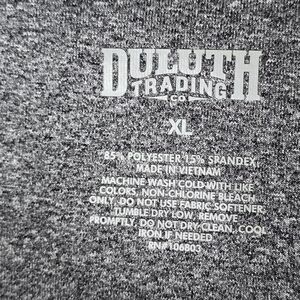 DULUTH
TRADING
CO
XL
85% POLYESTER 15% SPANDEX,
MADE IN VIETNAM
MACHINE WASH COLD WITH LIKE
COLORS, NON-CHLORINE BLEACH
ONLY, DO NOT USE FABRIC SOFTENER,
TUMBLE DRY LOW, REMOVE
PROMPTLY, DO NOT DRY-CLEAN, COOL
IRON IF NEEDED
RN#106803